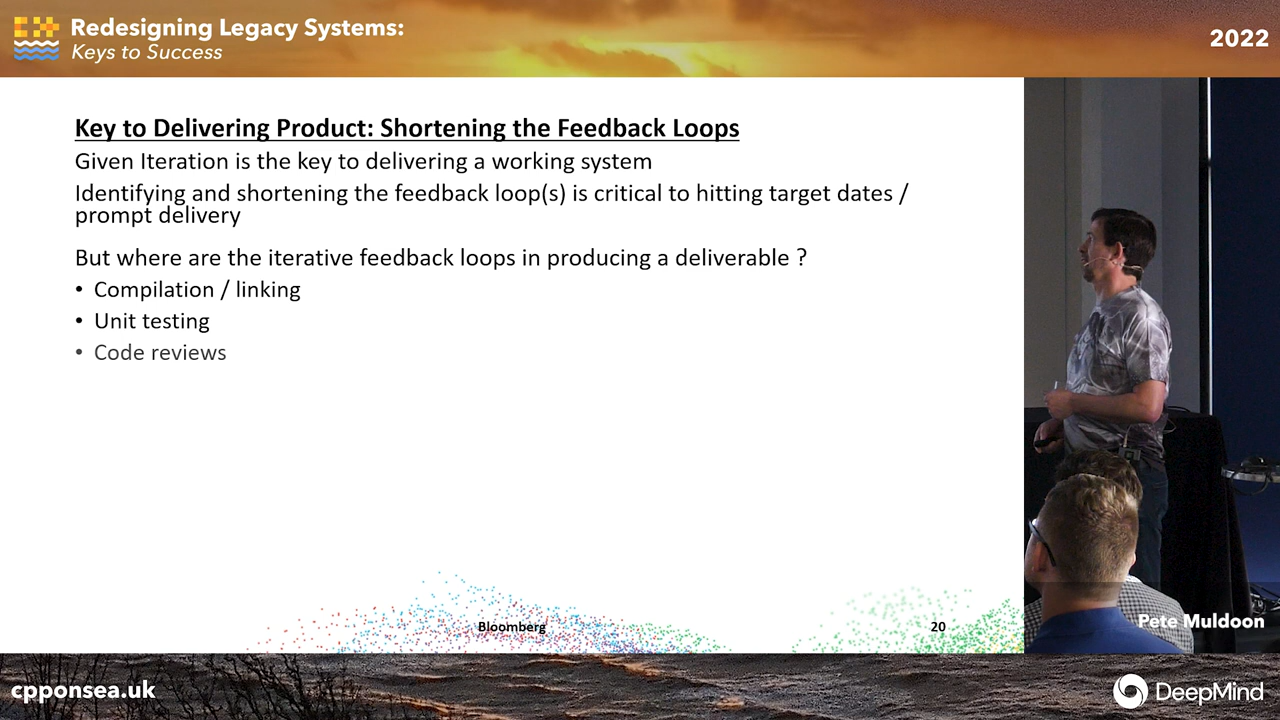 Redesigning Legacy Systems:
Keys to Success
2022
Key to Delivering Product: Shortening the Feedback Loops
Given Iteration is the key to delivering a working system
Identifying and shortening the feedback loop(s) is critical to hitting target dates /
prompt delivery
But where are the iterative feedback loops in producing a deliverable ?
• Compilation / linking
• Unit testing
• Code reviews
Bloomberg
20
Pete Muldoon
cpponsea.uk
DeepMind